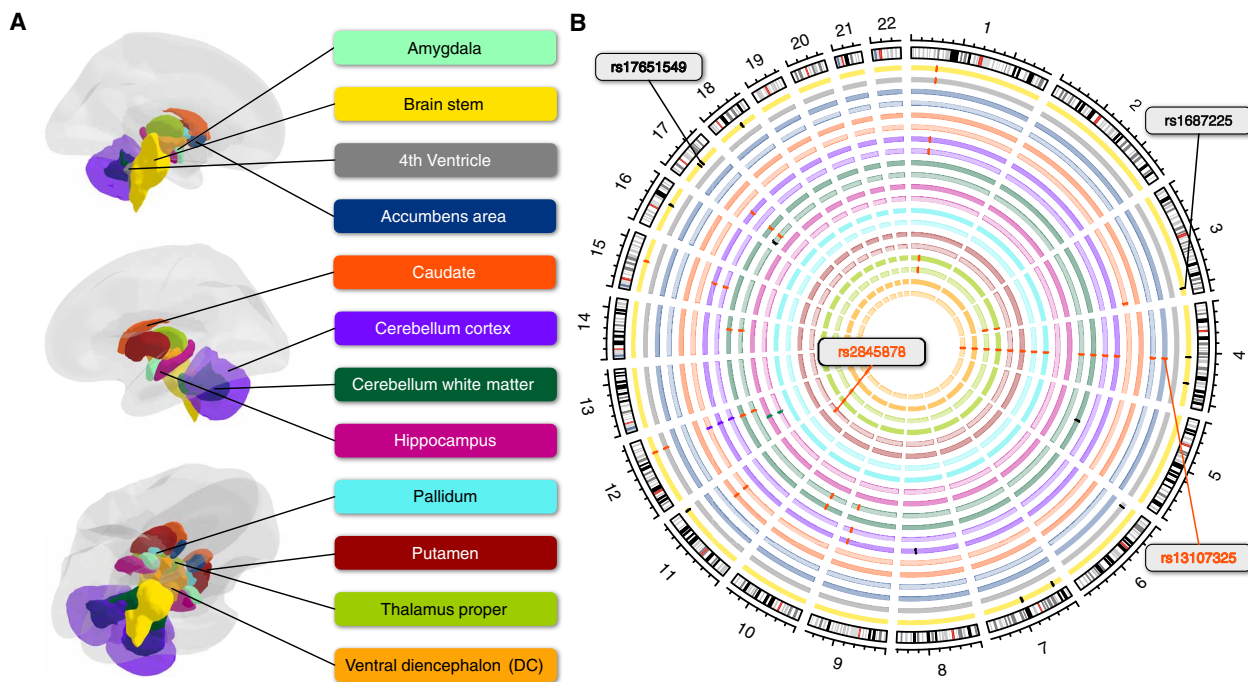 A
Amygdala
Brain stem
4th Ventricle
Accumbens area
Caudate
Cerebellum cortex
Cerebellum white matter
Hippocampus
Pallidum
Putamen
Thalamus proper
Ventral diencephalon (DC)
B
1
2
3
4
5
6
7
8
9
10
11
12
13
14
15
16
17
18
19
20
21
22
rs17651549
rs1687225
rs2845878
rs13107325